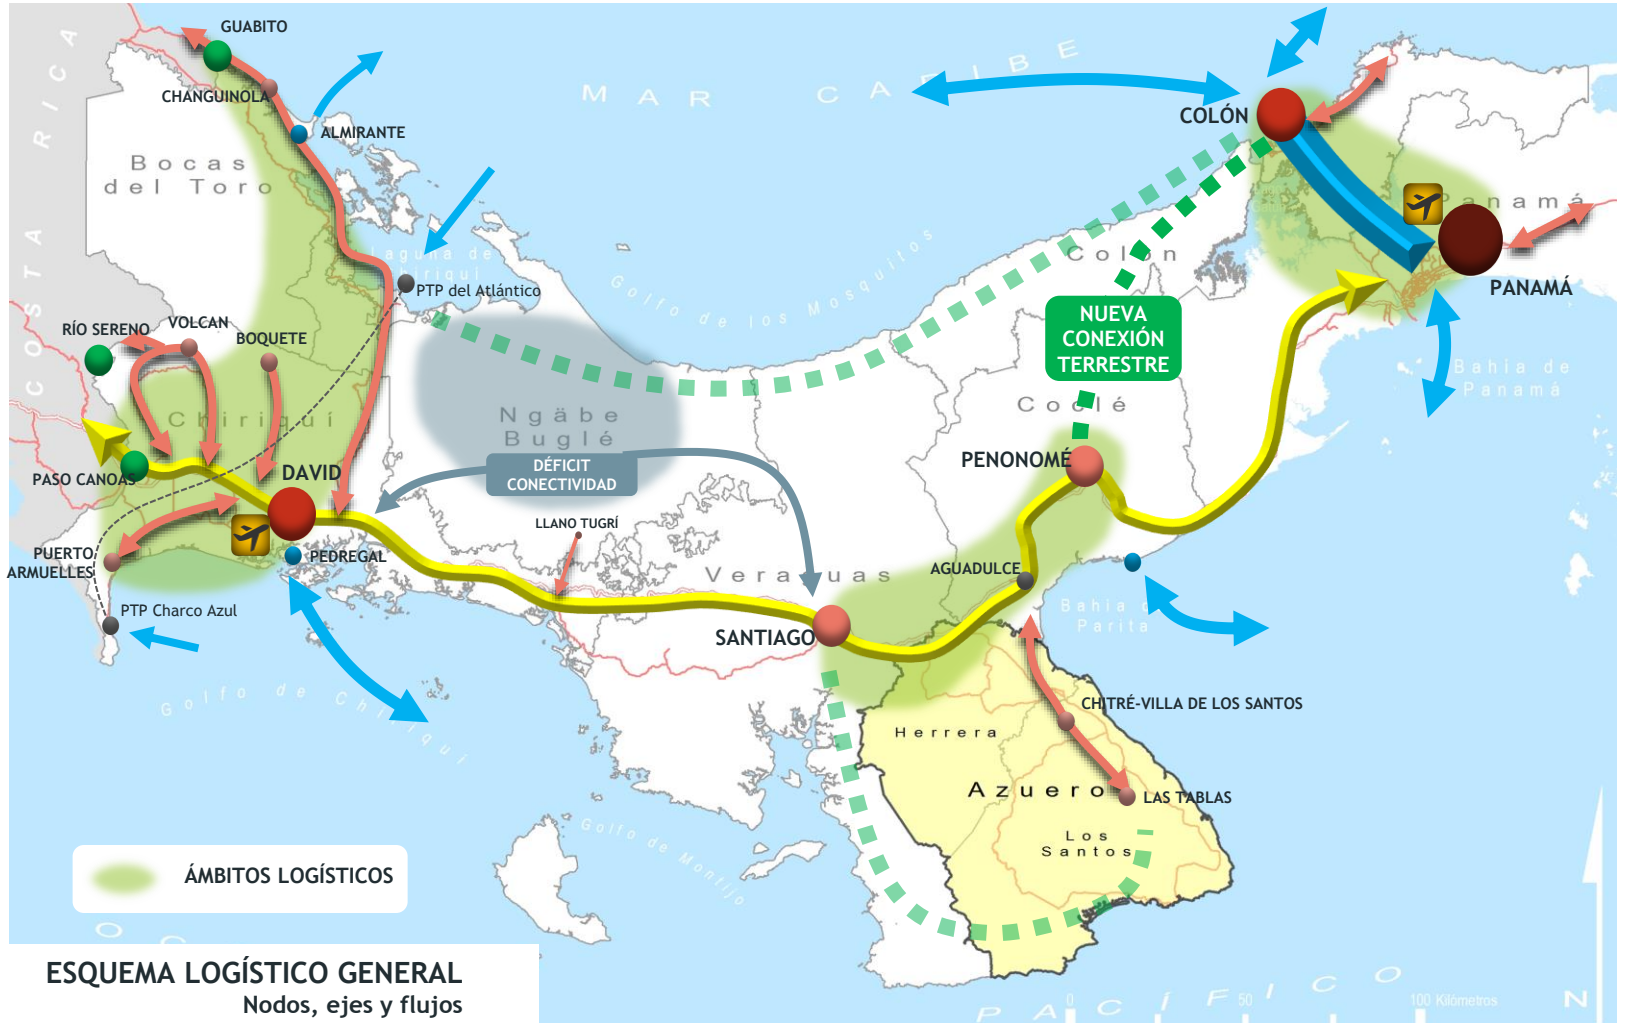 GUABITO
CHANGUINOLA
ALMIRANTE
COSTA RICA
MAR CARIBE
Bocas
del Toro
Laguna de
Chiriquí
PTP del Atlántico
Golfo de los Mosquitos
COLÓN
Colón
Panamá
PANAMÁ
Bahía de
Panamá
NUEVA
CONEXIÓN
TERRESTRE
RÍO SERENO
VOLCAN
BOQUETE
Chiriquí
Ngäbe
Buglé
DÉFICIT
CONECTIVIDAD
Coclé
PENONOMÉ
PASO CANOAS
DAVID
LLANO TUGRÍ
PUERTO
ARMUELLES
PEDREGAL
PTP Charco Azul
Veraguas
AGUADULCE
Bahía de
Parita
SANTIAGO
Golfo de Chiriquí
CHITRÉ-VILLA DE LOS SANTOS
Herrera
Azuero
LAS TABLAS
Los
Santos
Golfo de Montijo
ÁMBITOS LOGÍSTICOS
ESQUEMA LOGÍSTICO GENERAL
Nodos, ejes y flujos
PACÍFICO
0 50 100 Kilómetros
N